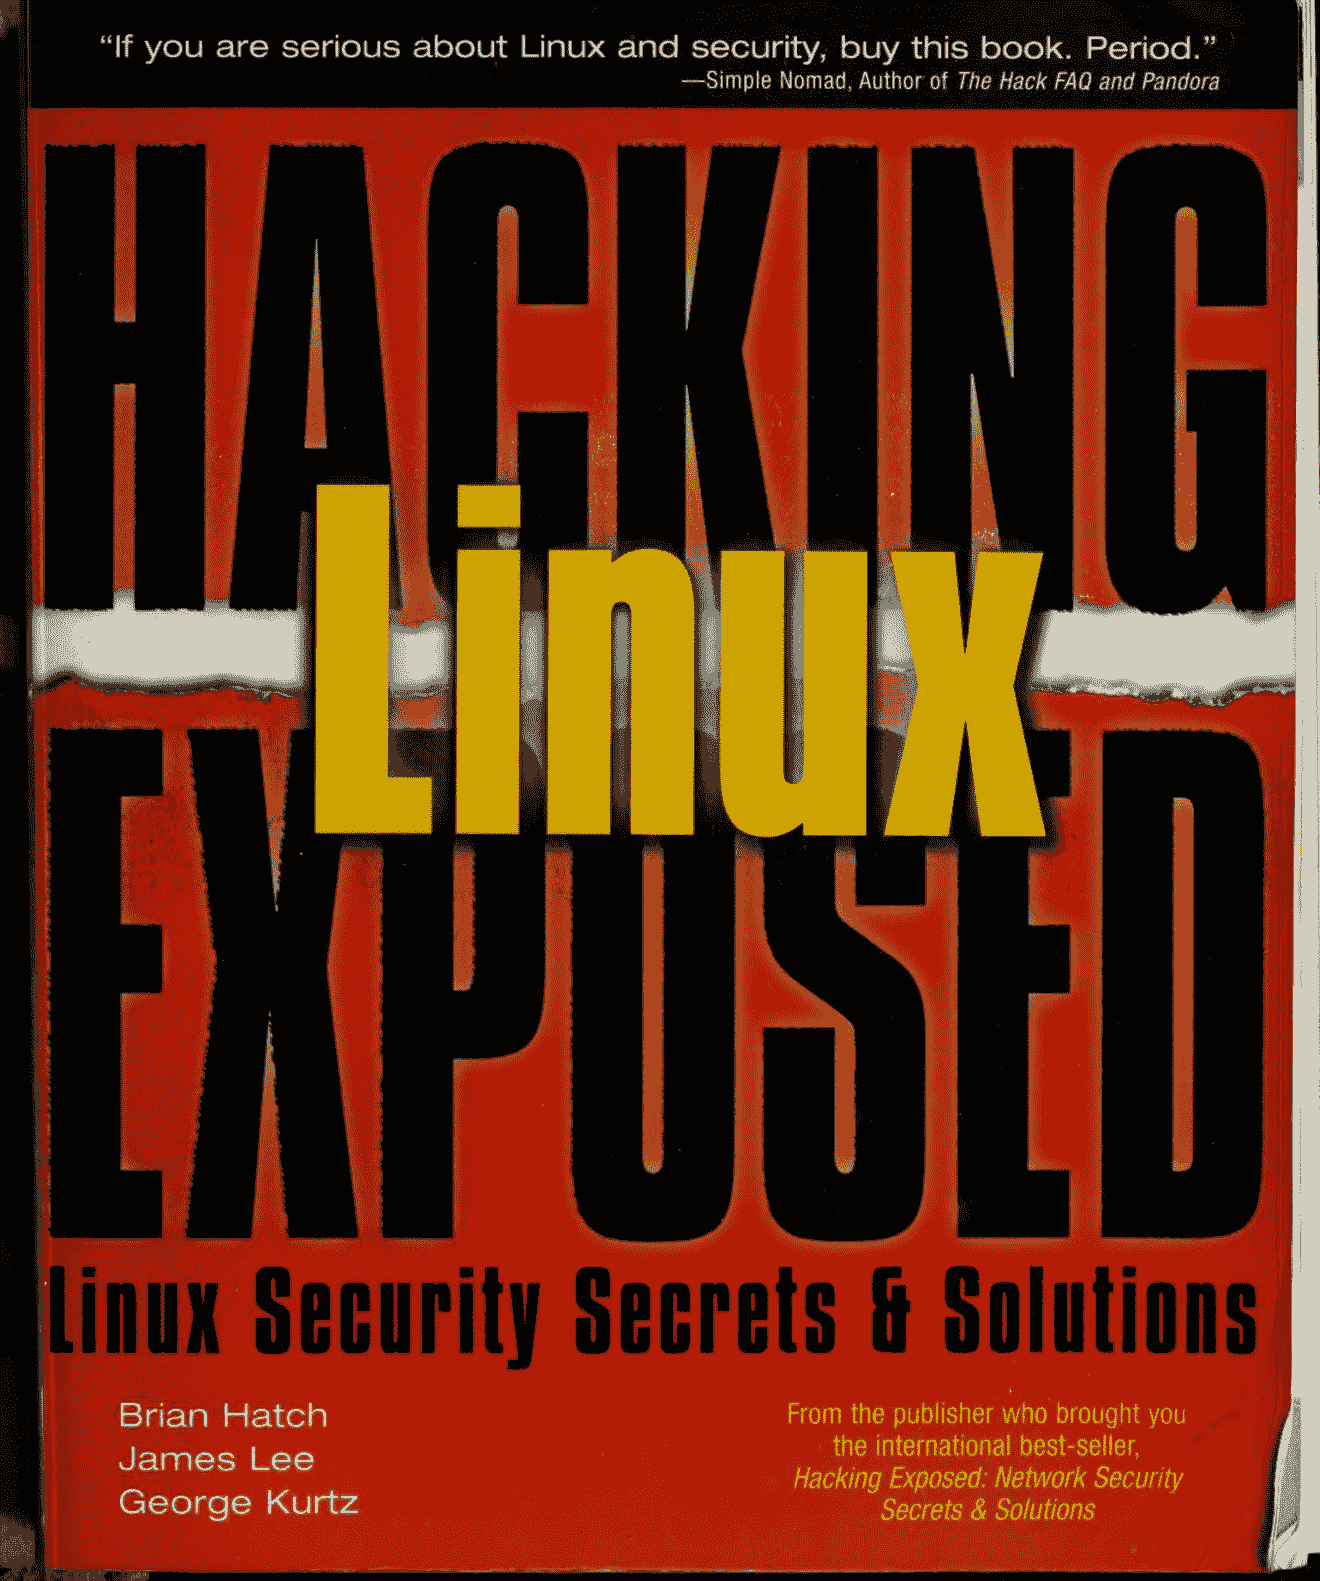 “If you are serious about Linux and security, buy this book. Period.”
—Simple Nomad, Author of The Hack FAQ and Pandora
HACKING
Linux
EXPOSED
Linux Security Secrets & Solutions
Brian Hatch
James Lee
George Kurtz
From the publisher who brought you
the international best-seller,
Hacking Exposed: Network Security
Secrets & Solutions